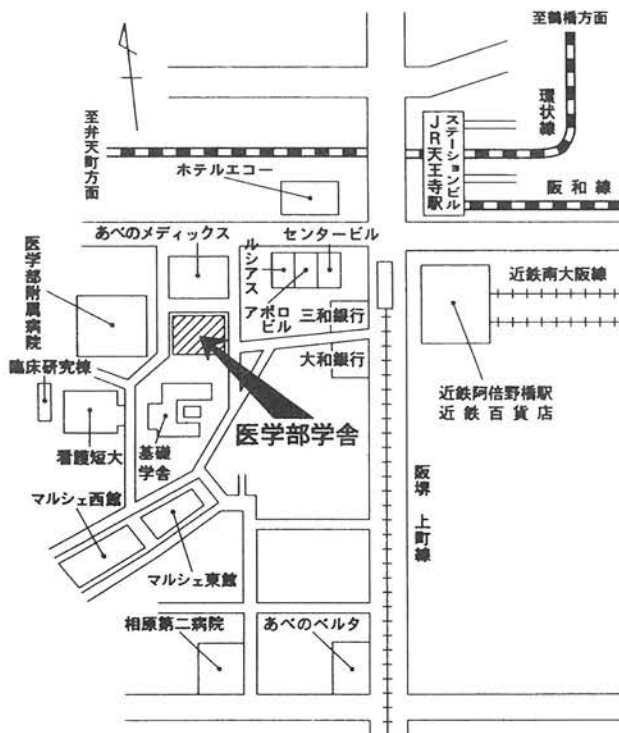 至鶴橋方面
環状線
ステーションビル
JR天王寺駅
至弁天町方面
ホテルエコー
阪和線
あべのメディックス
センタービル
ルシアス
アポロ
ビル
三和銀行
大和銀行
近鉄南大阪線
医学部附属病院
臨床研究棟
近鉄阿倍野橋駅
近鉄百貨店
医学部学舎
看護短大
基礎
学舎
マルシェ西館
阪堺 上町線
マルシェ東館
相原第二病院
あべのベルタ